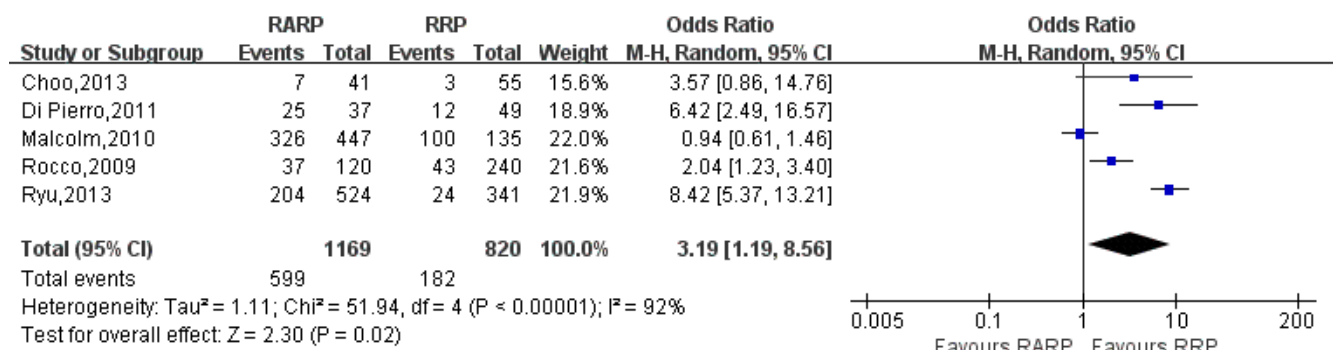 RARP RRP Odds Ratio Odds Ratio
Study or Subgroup Events Total Events Total Weight M-H, Random, 95% CI M-H, Random, 95% CI
Choo,2013 7 41 3 55 15.6% 3.57 [0.86, 14.76]
Di Pierro,2011 25 37 12 49 18.9% 6.42 [2.49, 16.57]
Malcolm,2010 326 447 100 135 22.0% 0.94 [0.61, 1.46]
Rocco,2009 37 120 43 240 21.6% 2.04 [1.23, 3.40]
Ryu,2013 204 524 24 341 21.9% 8.42 [5.37, 13.21]
Total (95% CI) 1169 820 100.0% 3.19 [1.19, 8.56]
Total events 599 182
Heterogeneity: Tau² = 1.11; Chi² = 51.94, df = 4 (P < 0.00001); I² = 92%
Test for overall effect: Z = 2.30 (P = 0.02)
0.005 0.1 1 10 200
Favours RARP Favours RRP